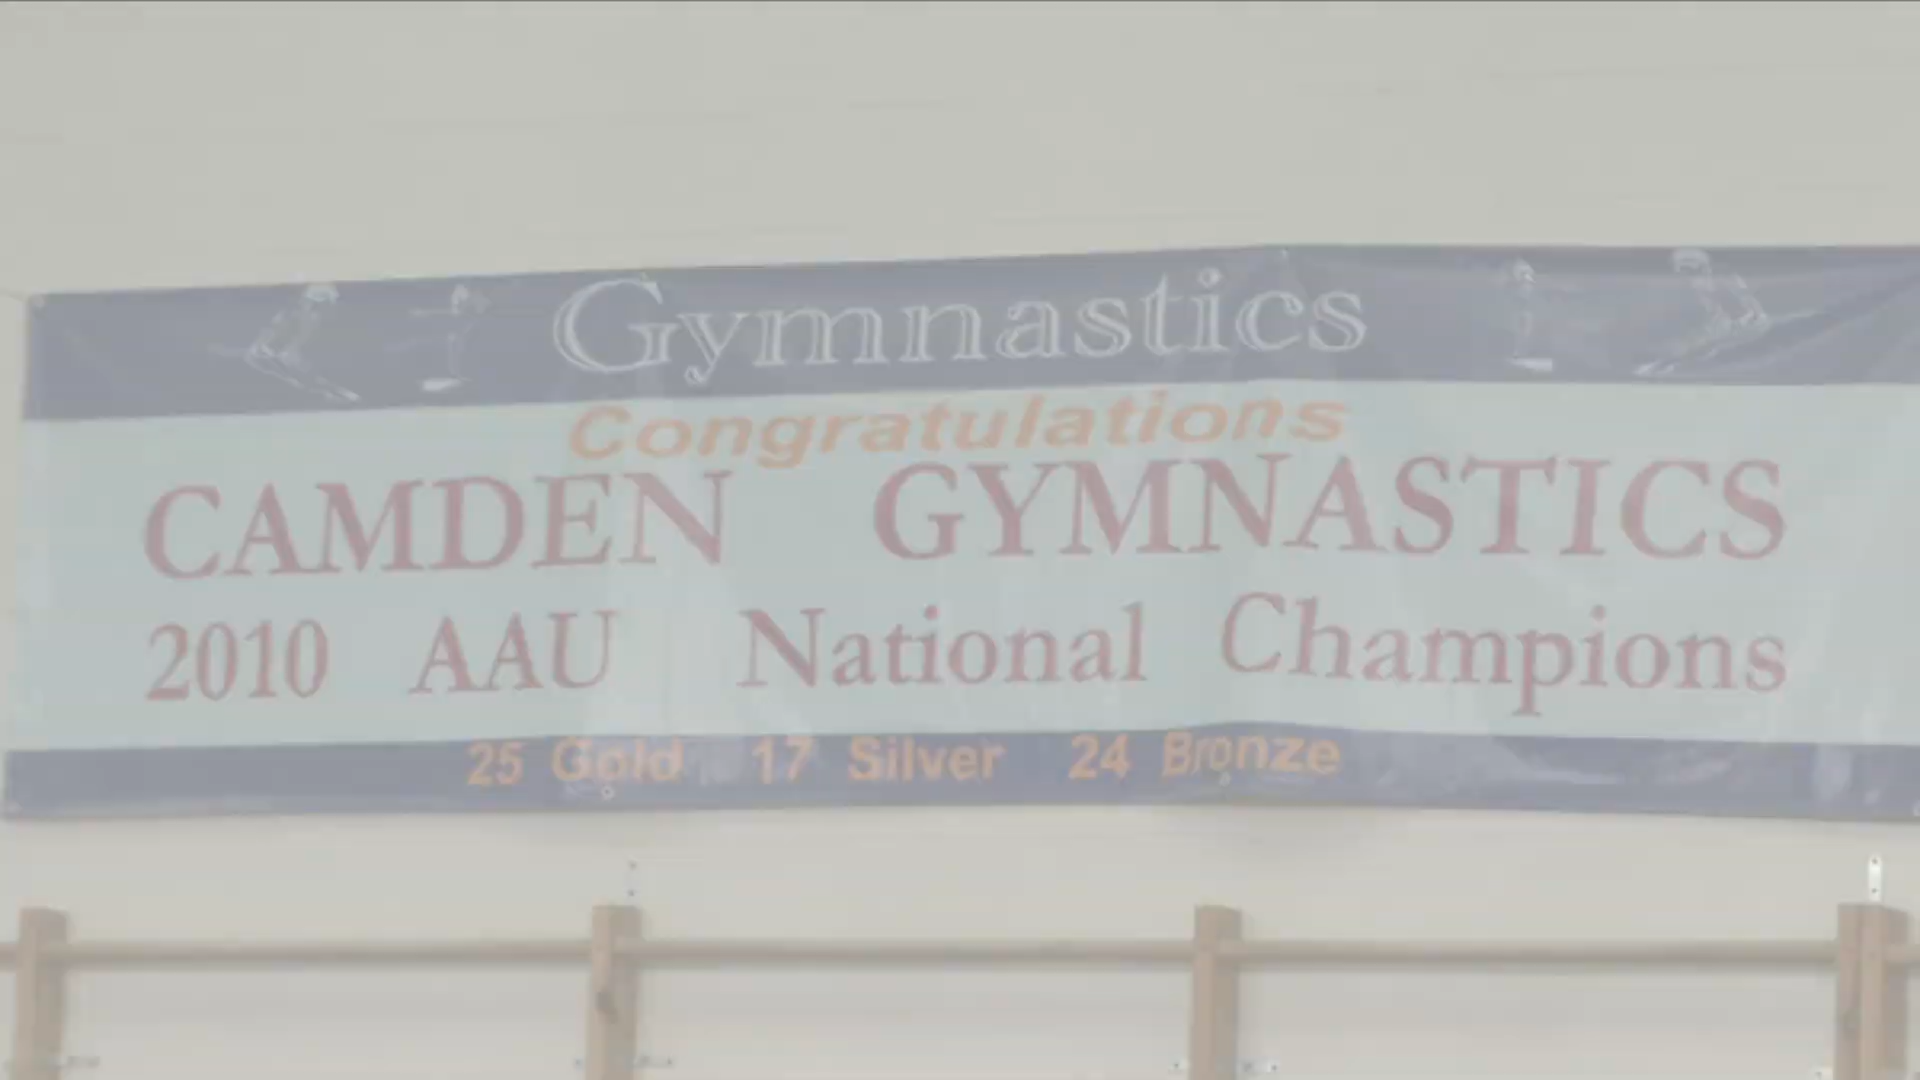 Gymnastics
Congratulations
CAMDEN GYMNASTICS
2010 AAU National Champions
25 Gold 17 Silver 24 Bronze